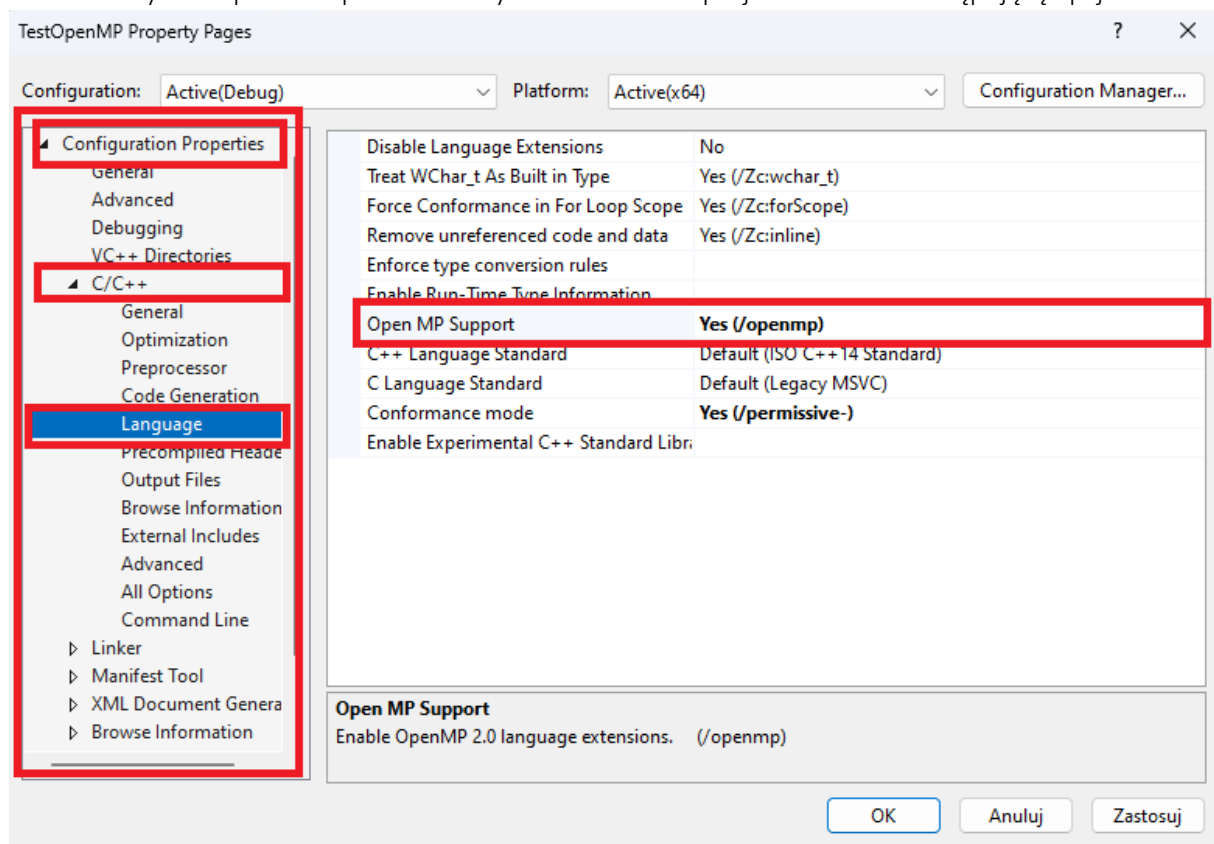 TestOpenMP Property Pages ? ×
Configuration: Active(Debug) Platform: Active(x64) Configuration Manager...
Configuration Properties
General
Advanced
Debugging
VC++ Directories
C/C++
General
Optimization
Preprocessor
Code Generation
Language
Precompiled Heade
Output Files
Browse Information
External Includes
Advanced
All Options
Command Line
Linker
Manifest Tool
XML Document Genera
Browse Information
Disable Language Extensions No
Treat WChar_t As Built in Type Yes (/Zc:wchar_t)
Force Conformance in For Loop Scope Yes (/Zc:forScope)
Remove unreferenced code and data Yes (/Zc:inline)
Enforce type conversion rules
Enable Run-Time Type Information
Open MP Support Yes (/openmp)
C++ Language Standard Default (ISO C++14 Standard)
C Language Standard Default (Legacy MSVC)
Conformance mode Yes (/permissive-)
Enable Experimental C++ Standard Libra
Open MP Support
Enable OpenMP 2.0 language extensions. (/openmp)
OK Anuluj Zastosuj